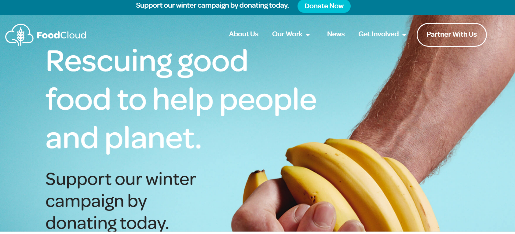 Support our winter campaign by donating today. Donate Now
FoodCloud
About Us Our Work News Get Involved Partner With Us
Rescuing good
food to help people
and planet.
Support our winter
campaign by
donating today.